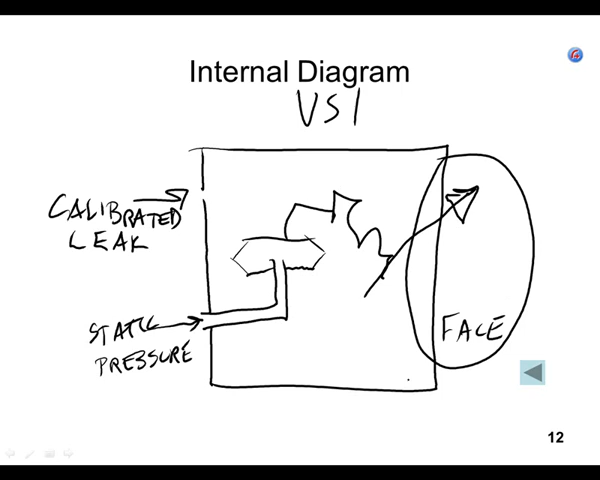 Internal Diagram
VSI
CALIBRATED
LEAK
STATIC
PRESSURE
FACE
12